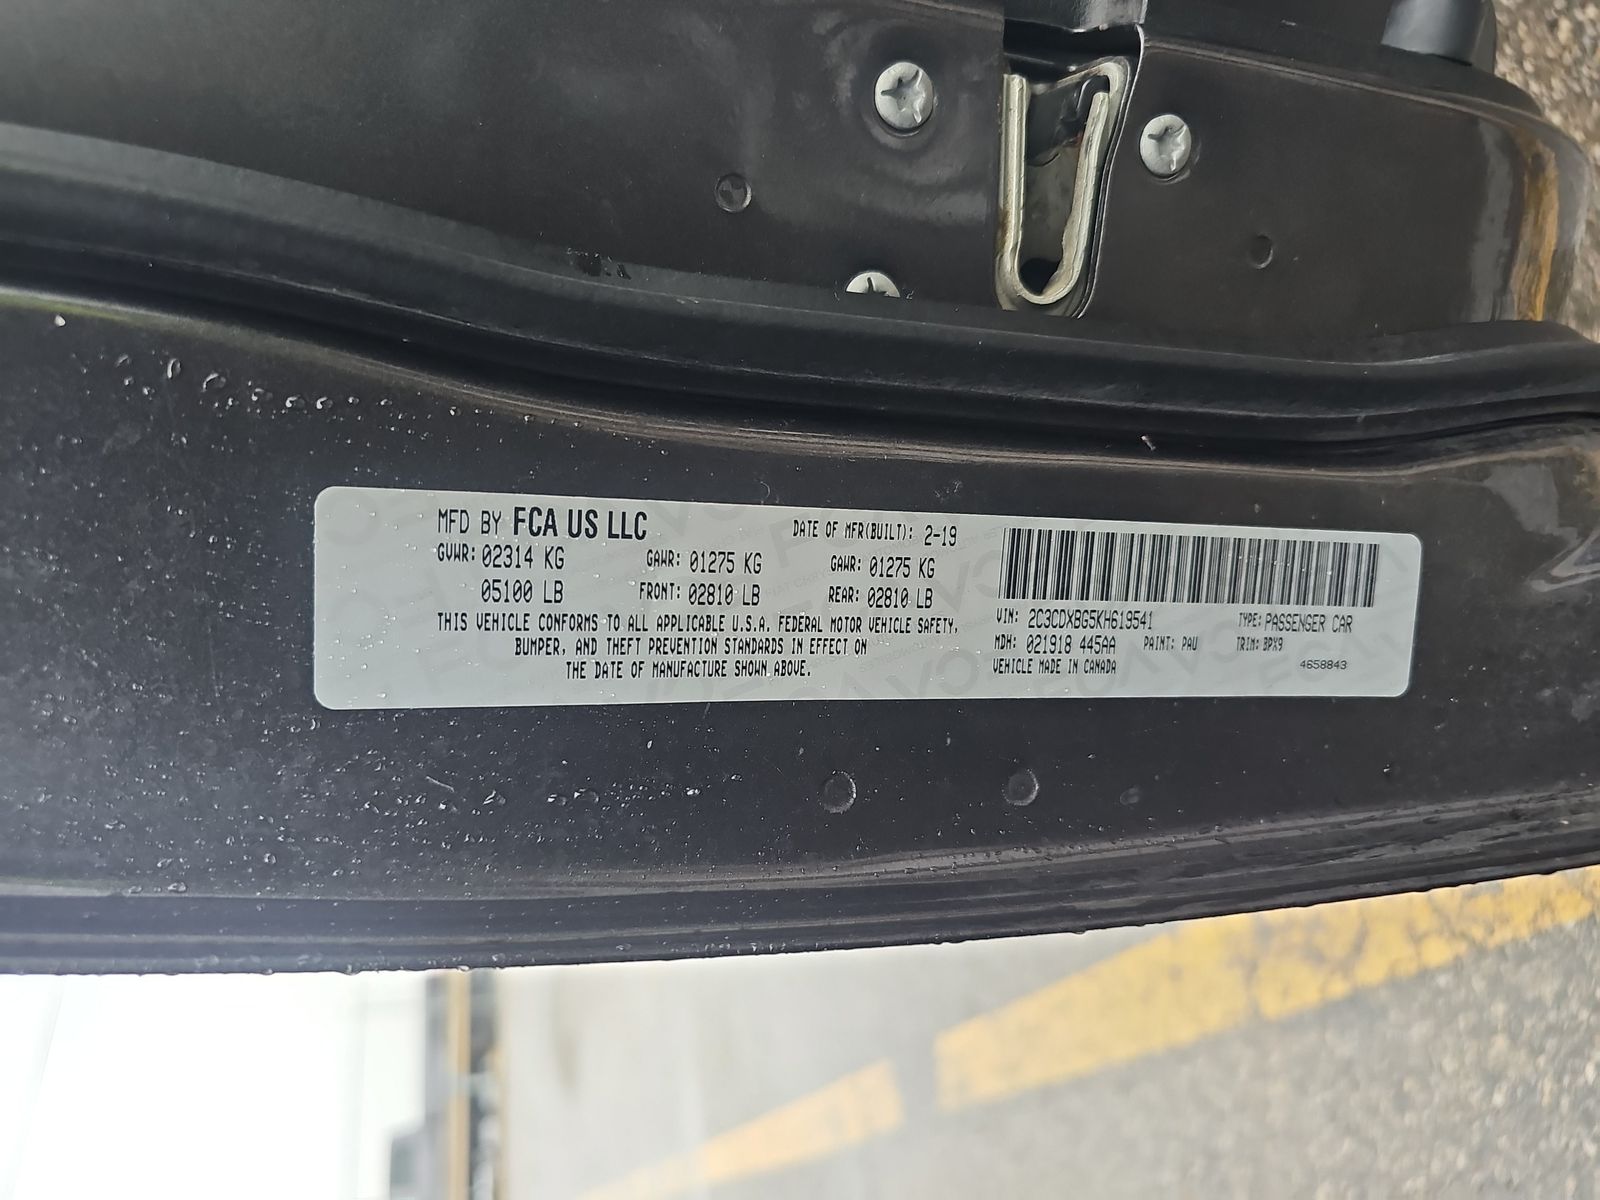 MFD BY FCA US LLC
DATE OF MFR(BUILT): 2-19
GVWR: 02314 KG
GAWR: 01275 KG
GAWR: 01275 KG
05100 LB
FRONT: 02810 LB
REAR: 02810 LB
THIS VEHICLE CONFORMS TO ALL APPLICABLE U.S.A. FEDERAL MOTOR VEHICLE SAFETY,
BUMPER, AND THEFT PREVENTION STANDARDS IN EFFECT ON
THE DATE OF MANUFACTURE SHOWN ABOVE.
VIN: 2C3CDXBG5KH619541
TYPE: PASSENGER CAR
MDH: 021918 445AA
PAINT: PAU
TRIM: BPX9
VEHICLE MADE IN CANADA
4658843